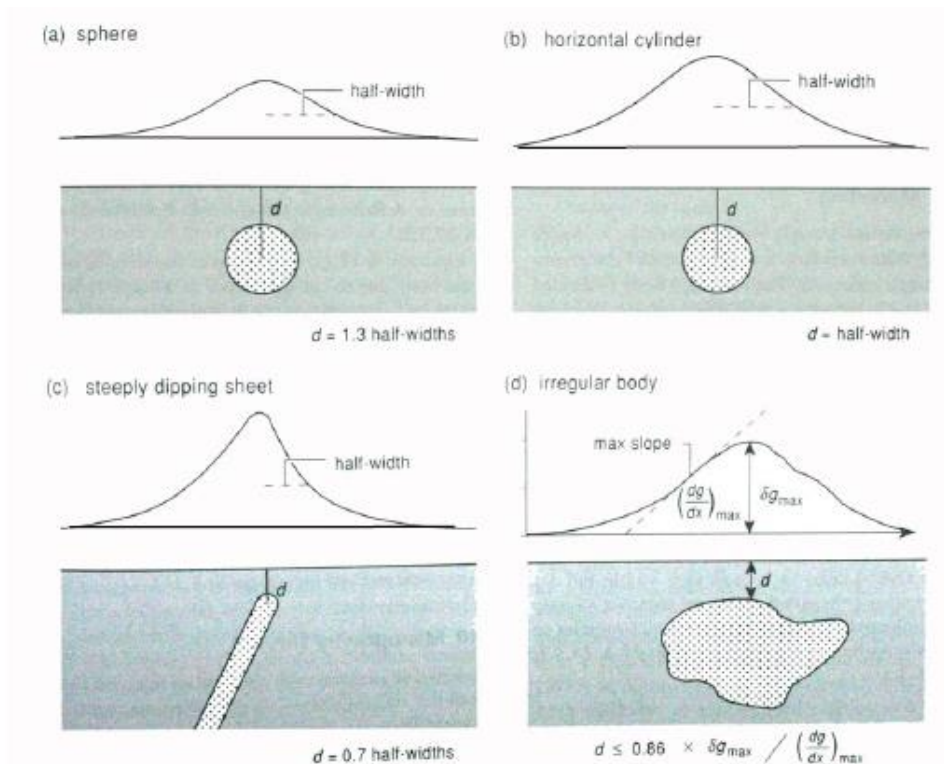 (a) sphere
half-width
d
d = 1.3 half-widths
(b) horizontal cylinder
half-width
d
d = half-width
(c) steeply dipping sheet
half-width
d
d = 0.7 half-widths
(d) irregular body
max slope
(dg/dx)max
δgmax
d
d ≤ 0.86 × δgmax / (dg/dx)max